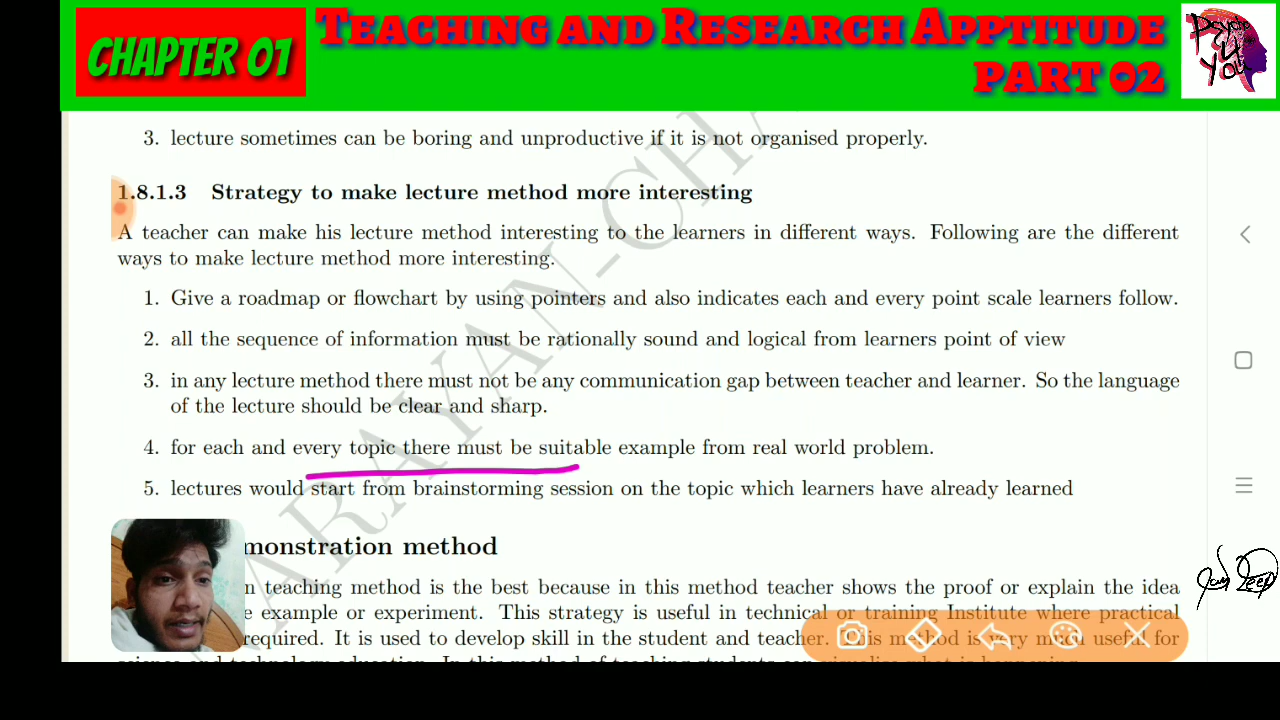 CHAPTER 01
TEACHING AND RESEARCH APPTITUDE
PART 02
Psycho
4
You
3. lecture sometimes can be boring and unproductive if it is not organised properly.
1.8.1.3 Strategy to make lecture method more interesting
A teacher can make his lecture method interesting to the learners in different ways. Following are the different
ways to make lecture method more interesting.
1. Give a roadmap or flowchart by using pointers and also indicates each and every point scale learners follow.
2. all the sequence of information must be rationally sound and logical from learners point of view
3. in any lecture method there must not be any communication gap between teacher and learner. So the language
of the lecture should be clear and sharp.
4. for each and every topic there must be suitable example from real world problem.
5. lectures would start from brainstorming session on the topic which learners have already learned
monstration method
n teaching method is the best because in this method teacher shows the proof or explain the idea
e example or experiment. This strategy is useful in technical or training Institute where practical
required. It is used to develop skill in the student and teacher. This method is very much useful for